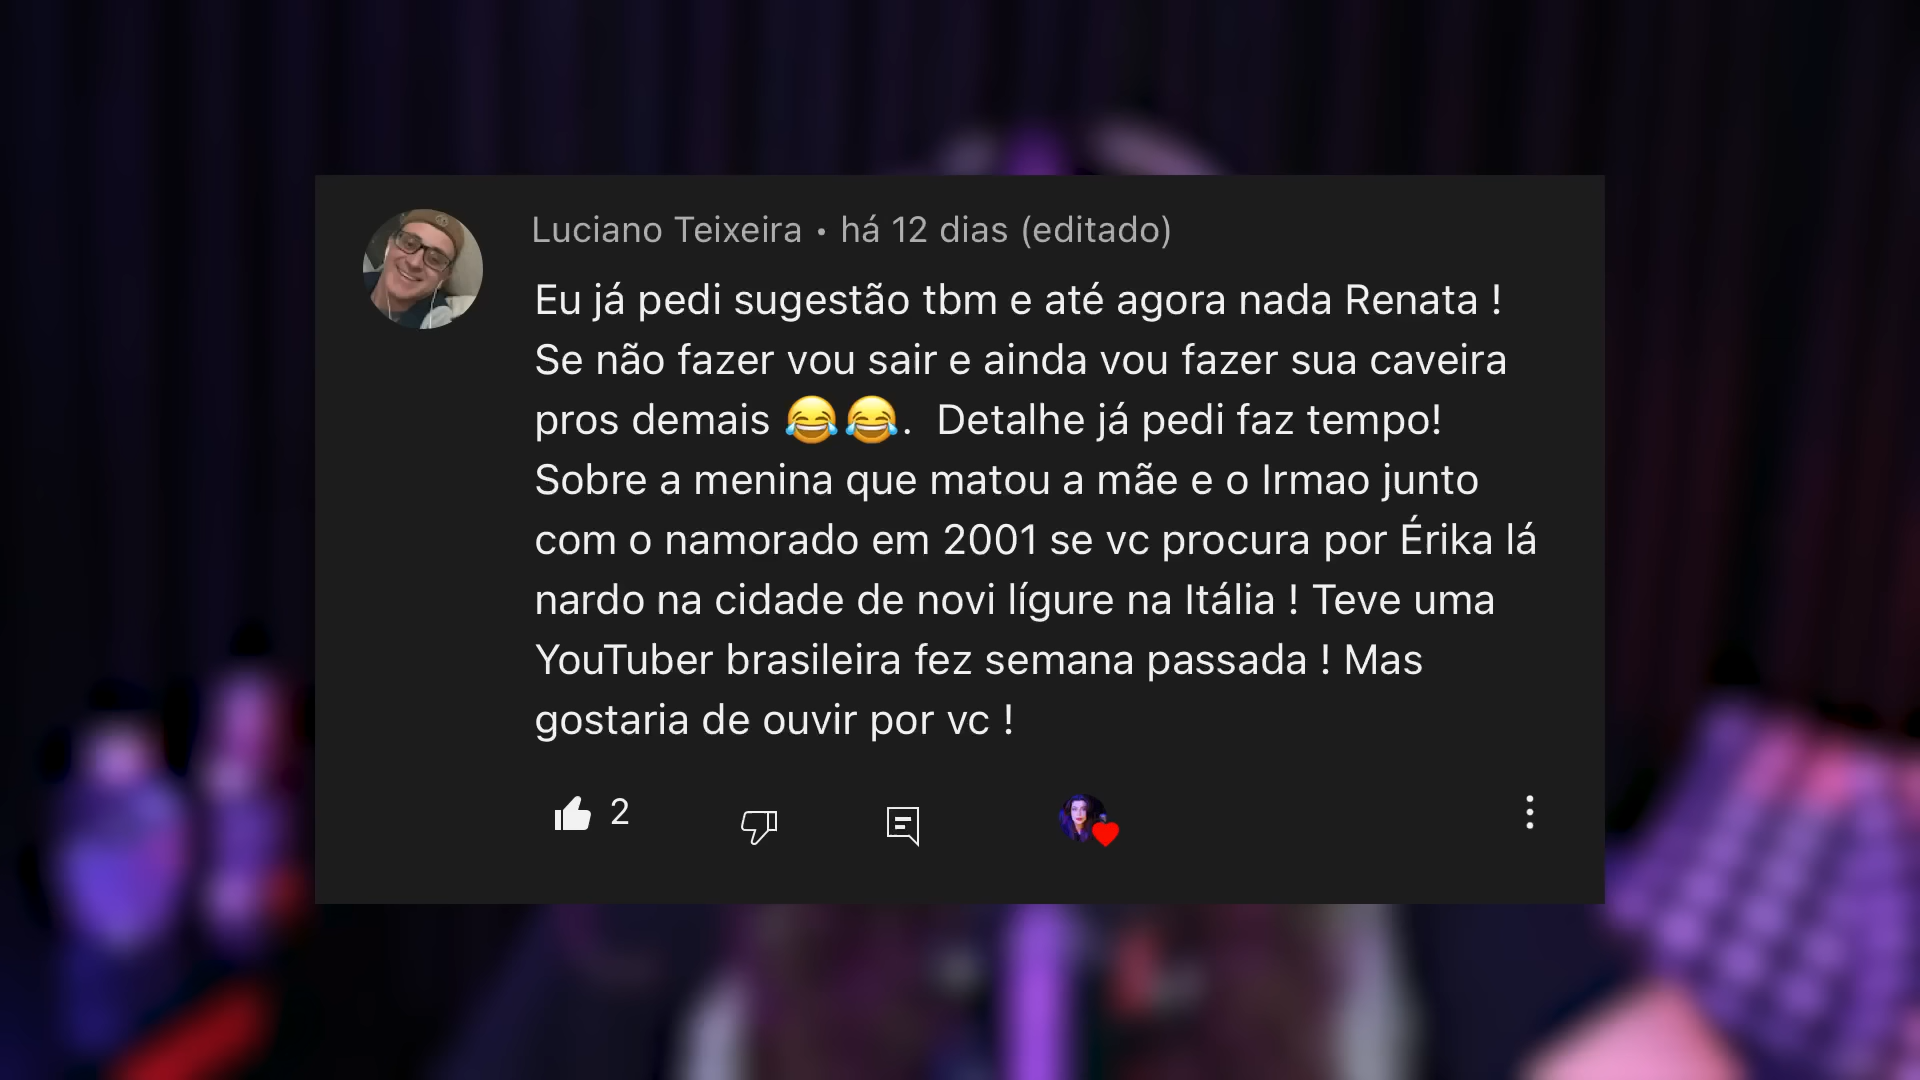 Luciano Teixeira • há 12 dias (editado)
Eu já pedi sugestão tbm e até agora nada Renata !
Se não fazer vou sair e ainda vou fazer sua caveira
pros demais 😂😂.  Detalhe já pedi faz tempo!
Sobre a menina que matou a mãe e o Irmao junto
com o namorado em 2001 se vc procura por Érika lá
nardo na cidade de novi lígure na Itália ! Teve uma
YouTuber brasileira fez semana passada ! Mas
gostaria de ouvir por vc !
2